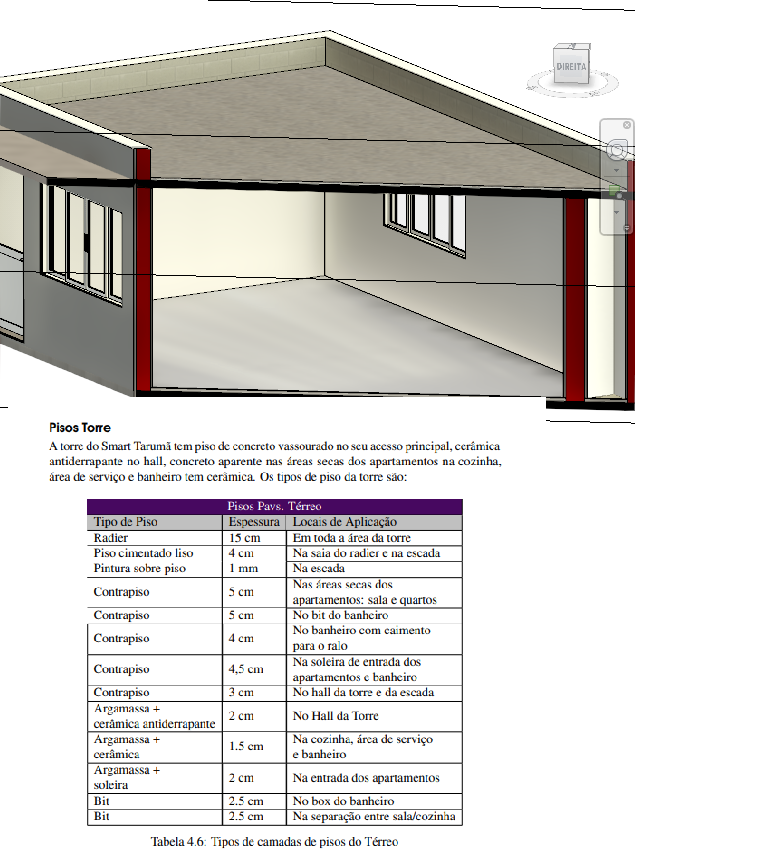 DIREITA
Pisos Torre
A torre do Smart Tarumã tem piso de concreto vassourado no seu acesso principal, cerâmica
antiderrapante no hall, concreto aparente nas áreas secas dos apartamentos na cozinha,
área de serviço e banheiro tem cerâmica. Os tipos de piso da torre são:
Pisos Pavs. Térreo
Tipo de Piso Espessura Locais de Aplicação
Radier 15 cm Em toda a área da torre
Piso cimentado liso 4 cm Na saia do radier e na escada
Pintura sobre piso 1 mm Na escada
Contrapiso 5 cm Nas áreas secas dos
apartamentos: sala e quartos
Contrapiso 5 cm No bit do banheiro
Contrapiso 4 cm No banheiro com caimento
para o ralo
Contrapiso 4,5 cm Na soleira de entrada dos
apartamentos e banheiro
Contrapiso 3 cm No hall da torre e da escada
Argamassa +
cerâmica antiderrapante 2 cm No Hall da Torre
Argamassa +
cerâmica 1.5 cm Na cozinha, área de serviço
e banheiro
Argamassa +
soleira 2 cm Na entrada dos apartamentos
Bit 2.5 cm No box do banheiro
Bit 2.5 cm Na separação entre sala/cozinha
Tabela 4.6: Tipos de camadas de pisos do Térreo